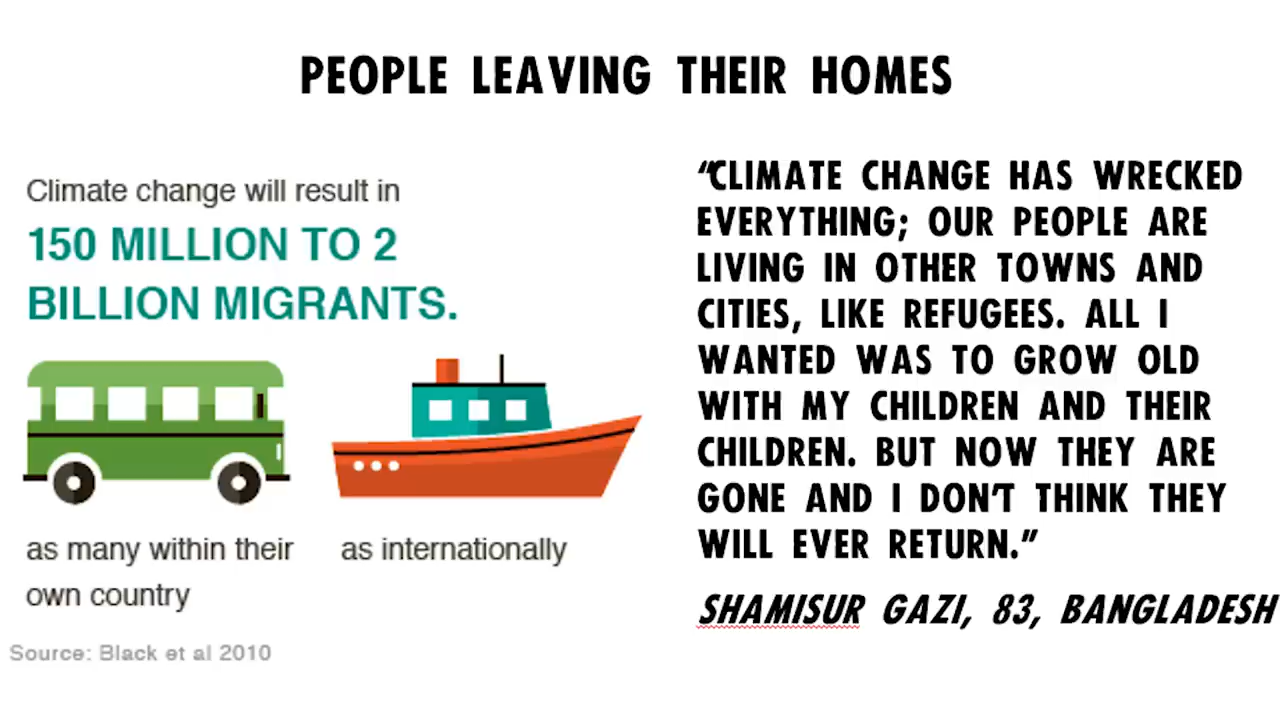 PEOPLE LEAVING THEIR HOMES
Climate change will result in
150 MILLION TO 2
BILLION MIGRANTS.
as many within their
own country
as internationally
Source: Black et al 2010
“CLIMATE CHANGE HAS WRECKED
EVERYTHING; OUR PEOPLE ARE
LIVING IN OTHER TOWNS AND
CITIES, LIKE REFUGEES. ALL I
WANTED WAS TO GROW OLD
WITH MY CHILDREN AND THEIR
CHILDREN. BUT NOW THEY ARE
GONE AND I DON’T THINK THEY
WILL EVER RETURN.”
SHAMISUR GAZI, 83, BANGLADESH